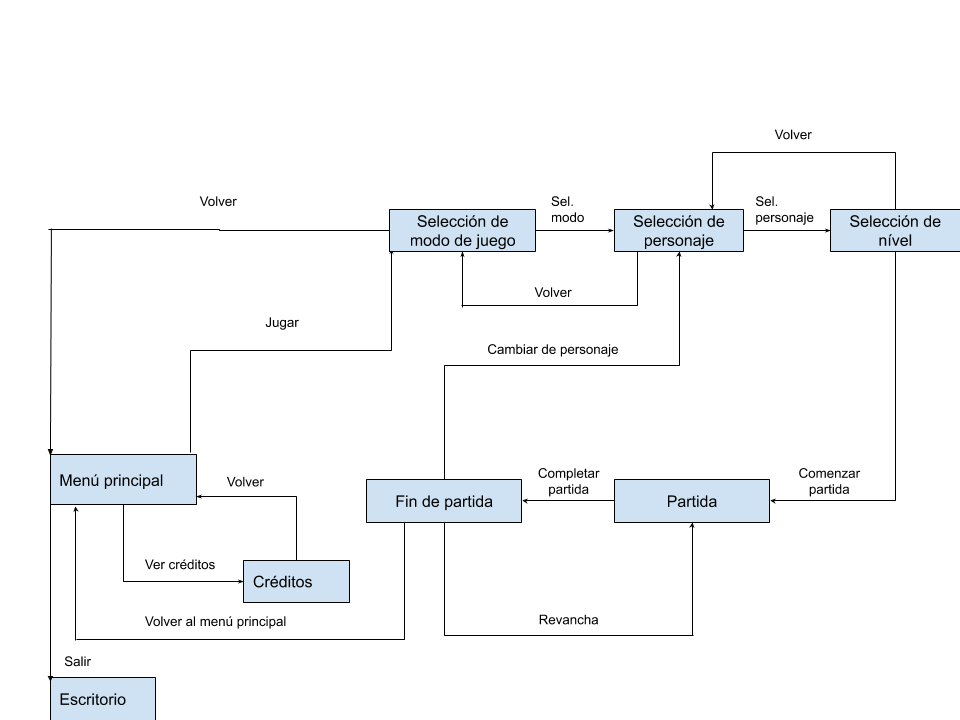 Volver
Volver
Sel.
modo
Sel.
personaje
Selección de
modo de juego
Selección de
personaje
Selección de
nível
Volver
Jugar
Cambiar de personaje
Menú principal
Volver
Completar
partida
Comenzar
partida
Fin de partida
Partida
Ver créditos
Créditos
Volver al menú principal
Revancha
Salir
Escritorio